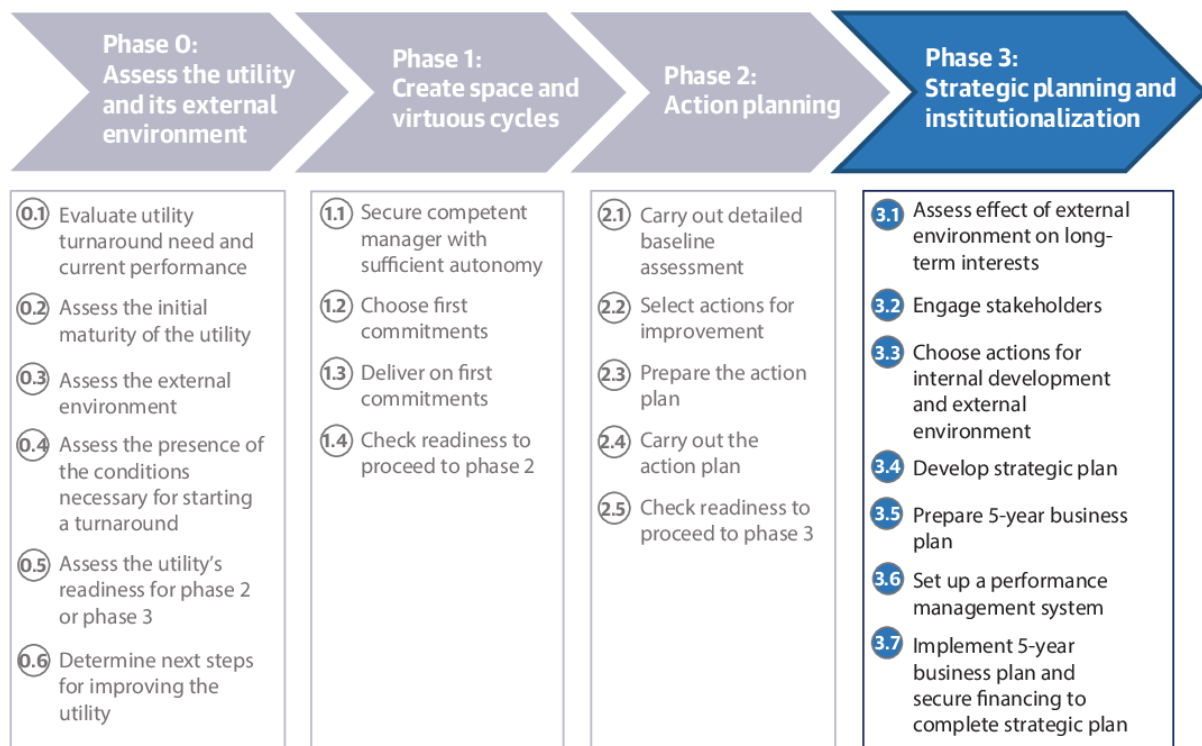 Phase 0:
Assess the utility
and its external
environment
Phase 1:
Create space and
virtuous cycles
Phase 2:
Action planning
Phase 3:
Strategic planning and
institutionalization
0.1 Evaluate utility
turnaround need and
current performance
0.2 Assess the initial
maturity of the utility
0.3 Assess the external
environment
0.4 Assess the presence of
the conditions
necessary for starting
a turnaround
0.5 Assess the utility's
readiness for phase 2
or phase 3
0.6 Determine next steps
for improving the
utility
1.1 Secure competent
manager with
sufficient autonomy
1.2 Choose first
commitments
1.3 Deliver on first
commitments
1.4 Check readiness to
proceed to phase 2
2.1 Carry out detailed
baseline
assessment
2.2 Select actions for
improvement
2.3 Prepare the action
plan
2.4 Carry out the
action plan
2.5 Check readiness to
proceed to phase 3
3.1 Assess effect of external
environment on long-
term interests
3.2 Engage stakeholders
3.3 Choose actions for
internal development
and external
environment
3.4 Develop strategic plan
3.5 Prepare 5-year business
plan
3.6 Set up a performance
management system
3.7 Implement 5-year
business plan and
secure financing to
complete strategic plan